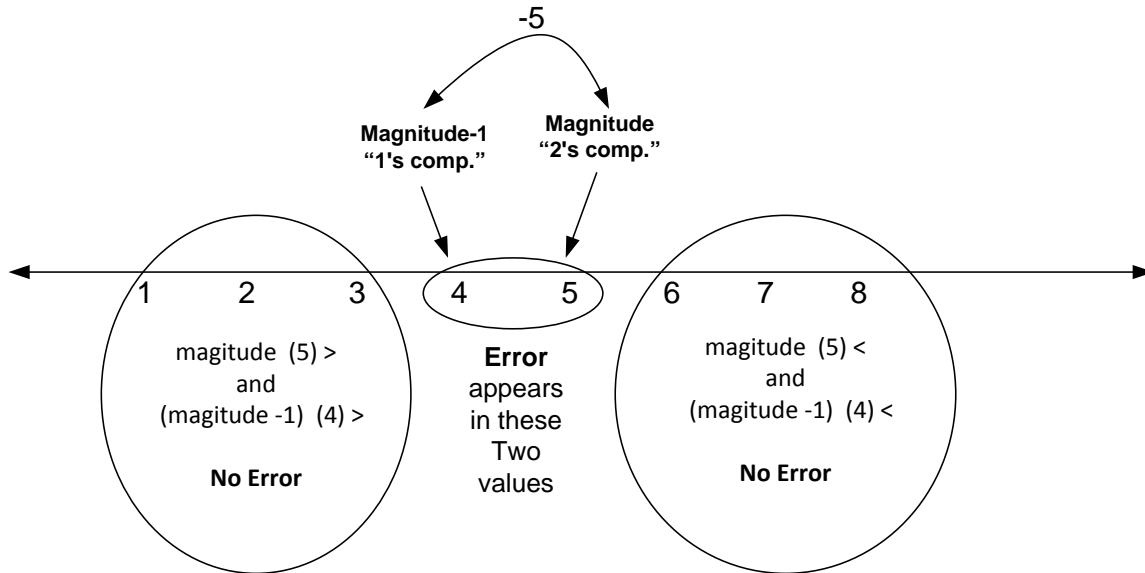 -5
Magnitude-1
“1's comp.”
Magnitude
“2's comp.”
1 2 3 4 5 6 7 8
magitude (5) >
and
(magitude -1) (4) >
No Error
Error
appears
in these
Two
values
magitude (5) <
and
(magitude -1) (4) <
No Error